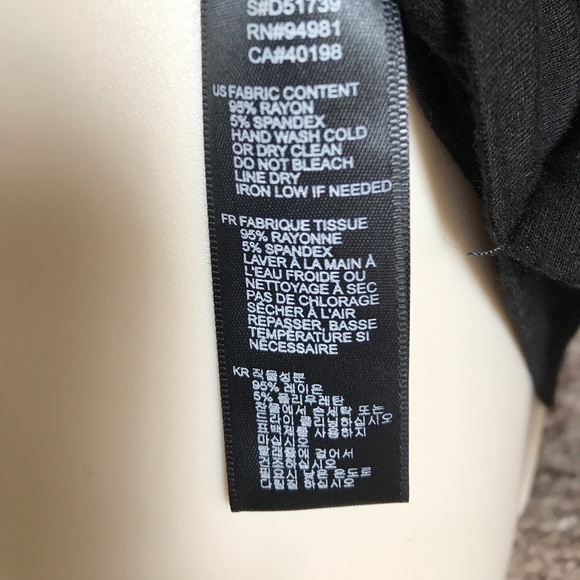 S#D51739
RN#94981
CA#40198
US FABRIC CONTENT
95% RAYON
5% SPANDEX
HAND WASH COLD
OR DRY CLEAN
DO NOT BLEACH
LINE DRY
IRON LOW IF NEEDED
FR FABRIQUE TISSUE
95% RAYONNE
5% SPANDEX
LAVER À LA MAIN À
L'EAU FROIDE OU
NETTOYAGE À SEC
PAS DE CHLORAGE
SÉCHER À L'AIR
REPASSER, BASSE
TEMPÉRATURE SI
NÉCESSAIRE
KR 직물성분
95% 레이온
5% 폴리우레탄
찬물에서 손세탁 또는
드라이 클리닝하십시오
표백제를 사용하지
마십시오
걸어서
건조하십시오
필요시 낮은 온도로
다림질 하십시오